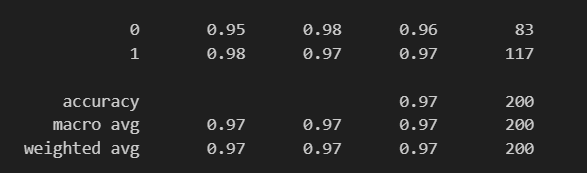 0 0.95 0.98 0.96 83
1 0.98 0.97 0.97 117
accuracy 0.97 200
macro avg 0.97 0.97 0.97 200
weighted avg 0.97 0.97 0.97 200